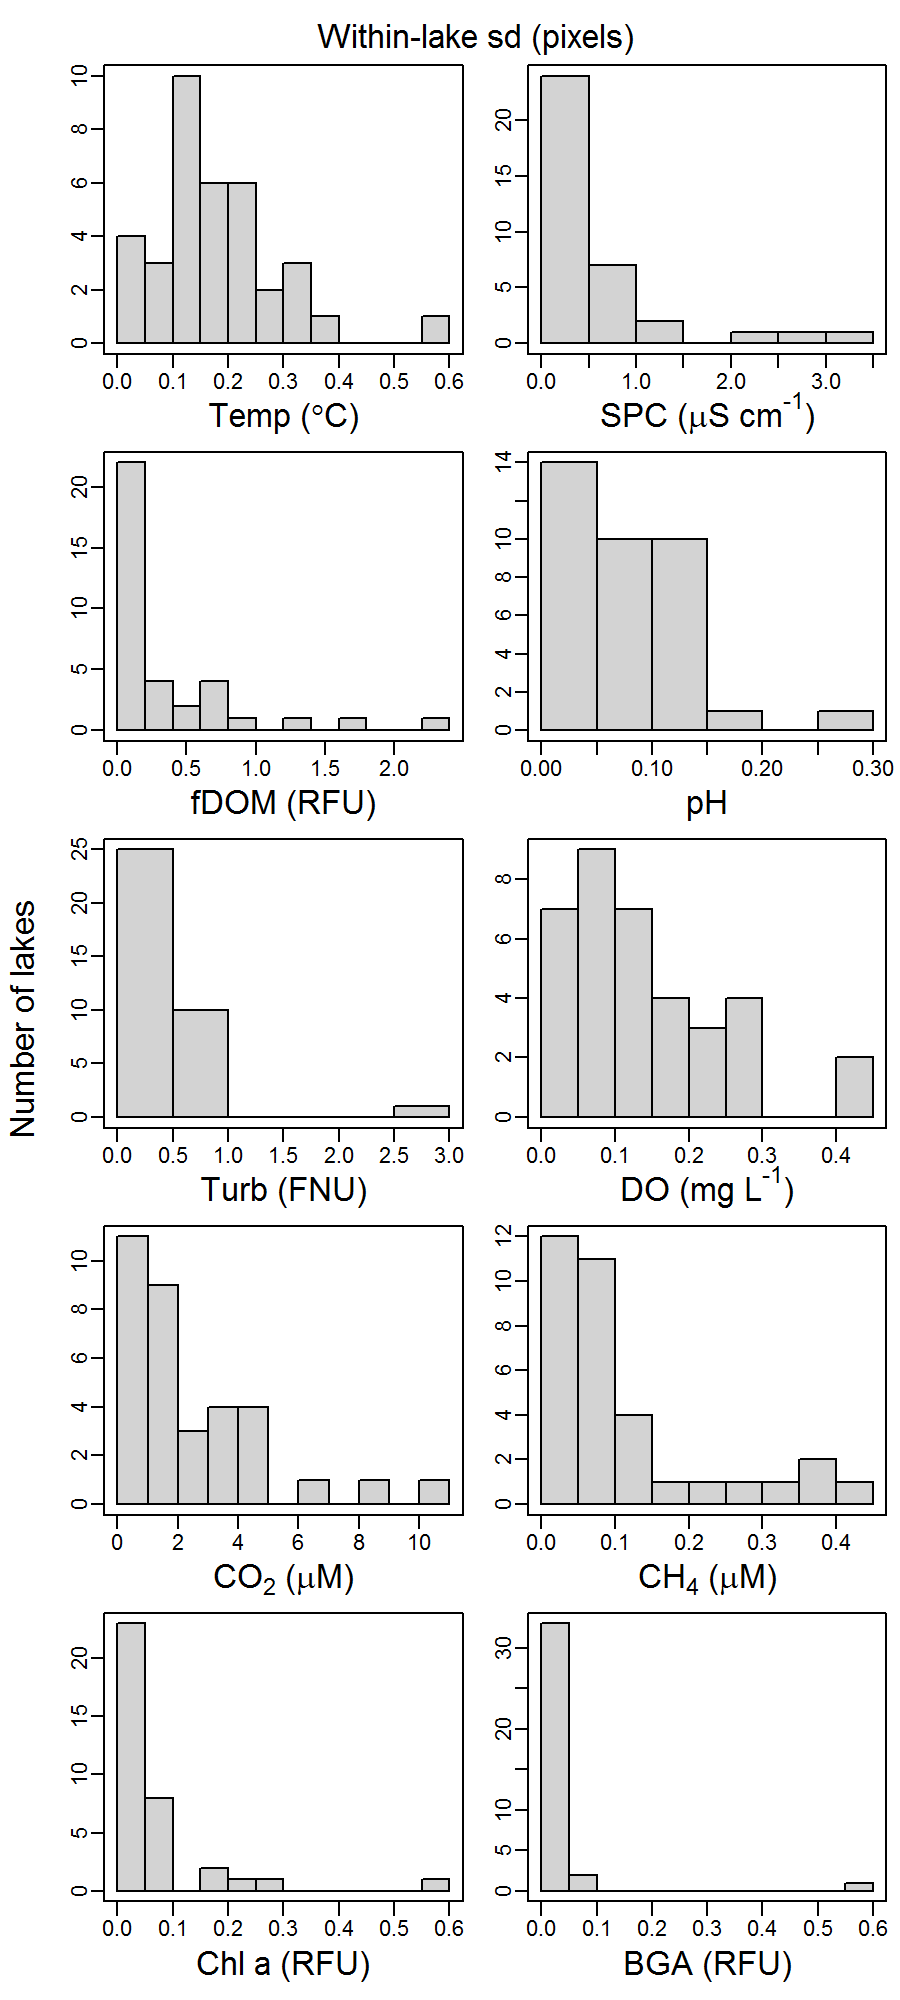 Within-lake sd (pixels)
Number of lakes
0 2 4 6 8 10
0.0 0.1 0.2 0.3 0.4 0.5 0.6
Temp (°C)
0 5 10 15 20
0.0 1.0 2.0 3.0
SPC (μS cm⁻¹)
0 5 10 15 20
0.0 0.5 1.0 1.5 2.0
fDOM (RFU)
0 2 4 6 8 10 14
0.00 0.10 0.20 0.30
pH
0 5 10 15 20 25
0.0 0.5 1.0 1.5 2.0 2.5 3.0
Turb (FNU)
0 2 4 6 8
0.0 0.1 0.2 0.3 0.4
DO (mg L⁻¹)
0 2 4 6 8 10
0 2 4 6 8 10
CO₂ (μM)
0 2 4 6 8 10 12
0.0 0.1 0.2 0.3 0.4
CH₄ (μM)
0 5 10 15 20
0.0 0.1 0.2 0.3 0.4 0.5 0.6
Chl a (RFU)
0 5 10 20 30
0.0 0.1 0.2 0.3 0.4 0.5 0.6
BGA (RFU)